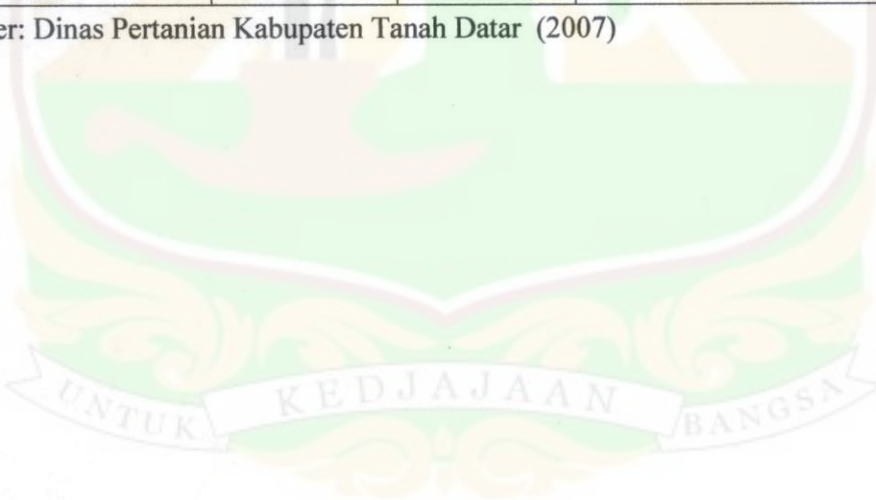 er: Dinas Pertanian Kabupaten Tanah Datar (2007)
UNTUK KEDJAJAAN BANGSA